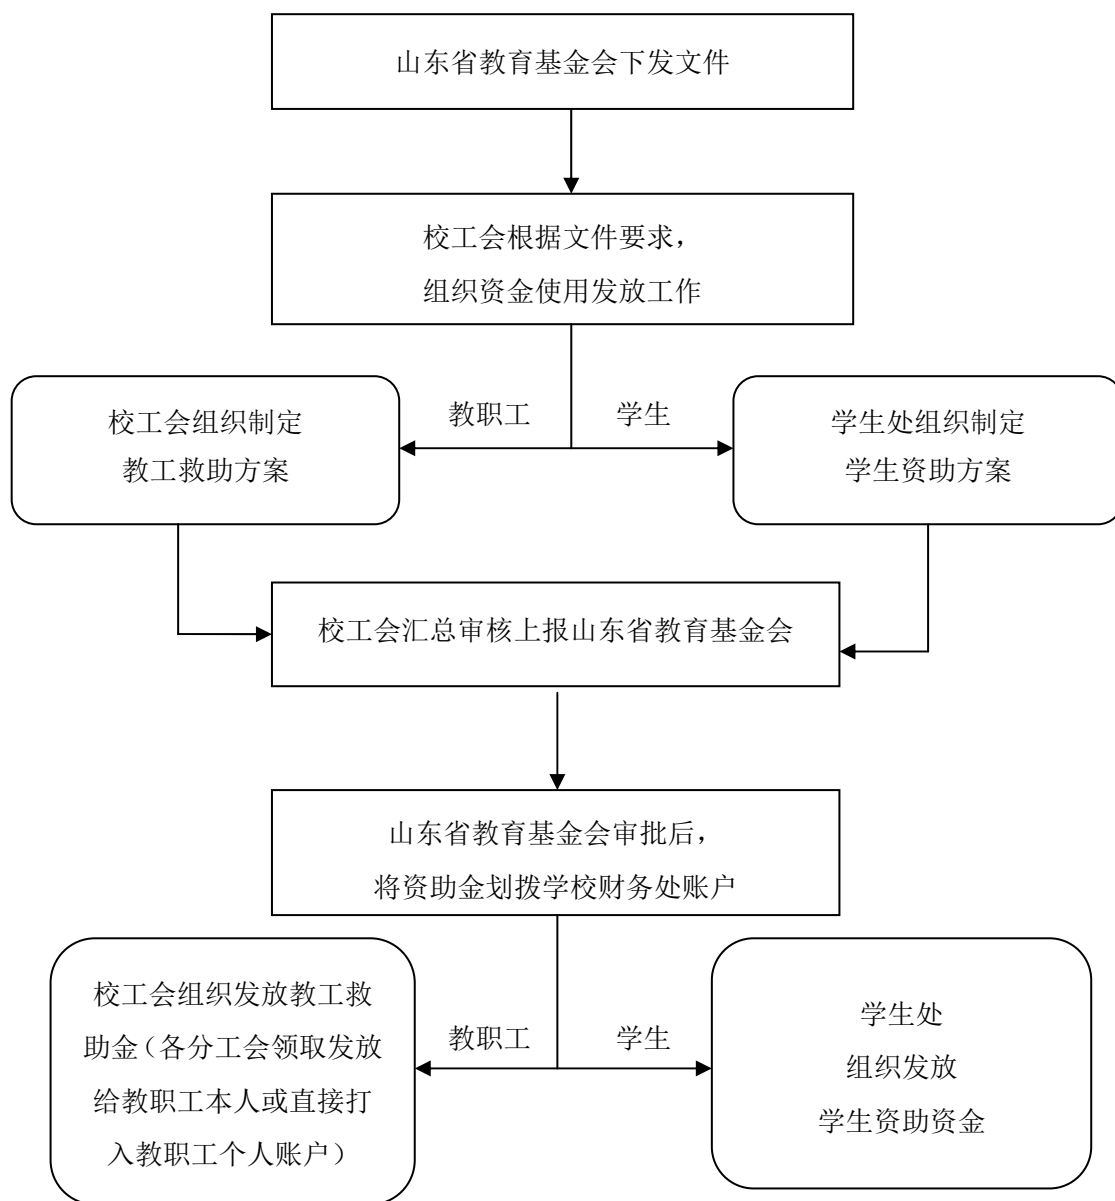 山东省教育基金会下发文件
校工会根据文件要求，
组织资金使用发放工作
教职工
学生
校工会组织制定
教工救助方案
学生处组织制定
学生资助方案
校工会汇总审核上报山东省教育基金会
山东省教育基金会审批后，
将资助金划拨学校财务处账户
教职工
学生
校工会组织发放教工救
助金（各分工会领取发放
给教职工本人或直接打
入教职工个人账户）
学生处
组织发放
学生资助资金